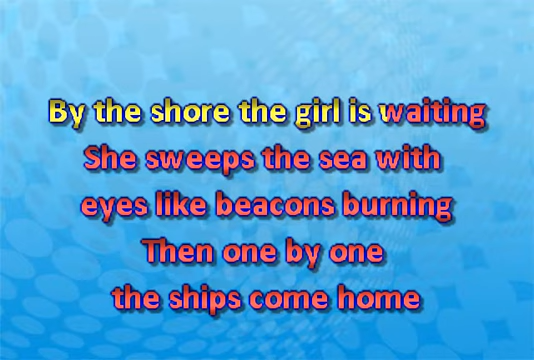 By the shore the girl is waiting
She sweeps the sea with
eyes like beacons burning
Then one by one
the ships come home